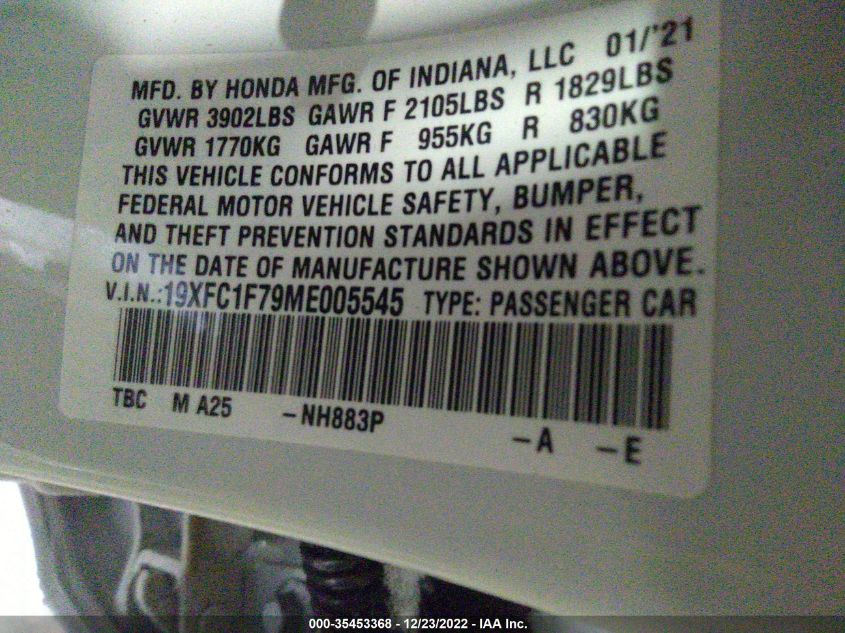 MFD. BY HONDA MFG. OF INDIANA, LLC 01/'21
GVWR 3902LBS GAWR F 2105LBS R 1829LBS
GVWR 1770KG GAWR F 955KG R 830KG
THIS VEHICLE CONFORMS TO ALL APPLICABLE
FEDERAL MOTOR VEHICLE SAFETY, BUMPER,
AND THEFT PREVENTION STANDARDS IN EFFECT
ON THE DATE OF MANUFACTURE SHOWN ABOVE.
V.I.N.:19XFC1F79ME005545 TYPE: PASSENGER CAR
TBC M A25 -NH883P -A -E
000-35453368 - 12/23/2022 - IAA Inc.